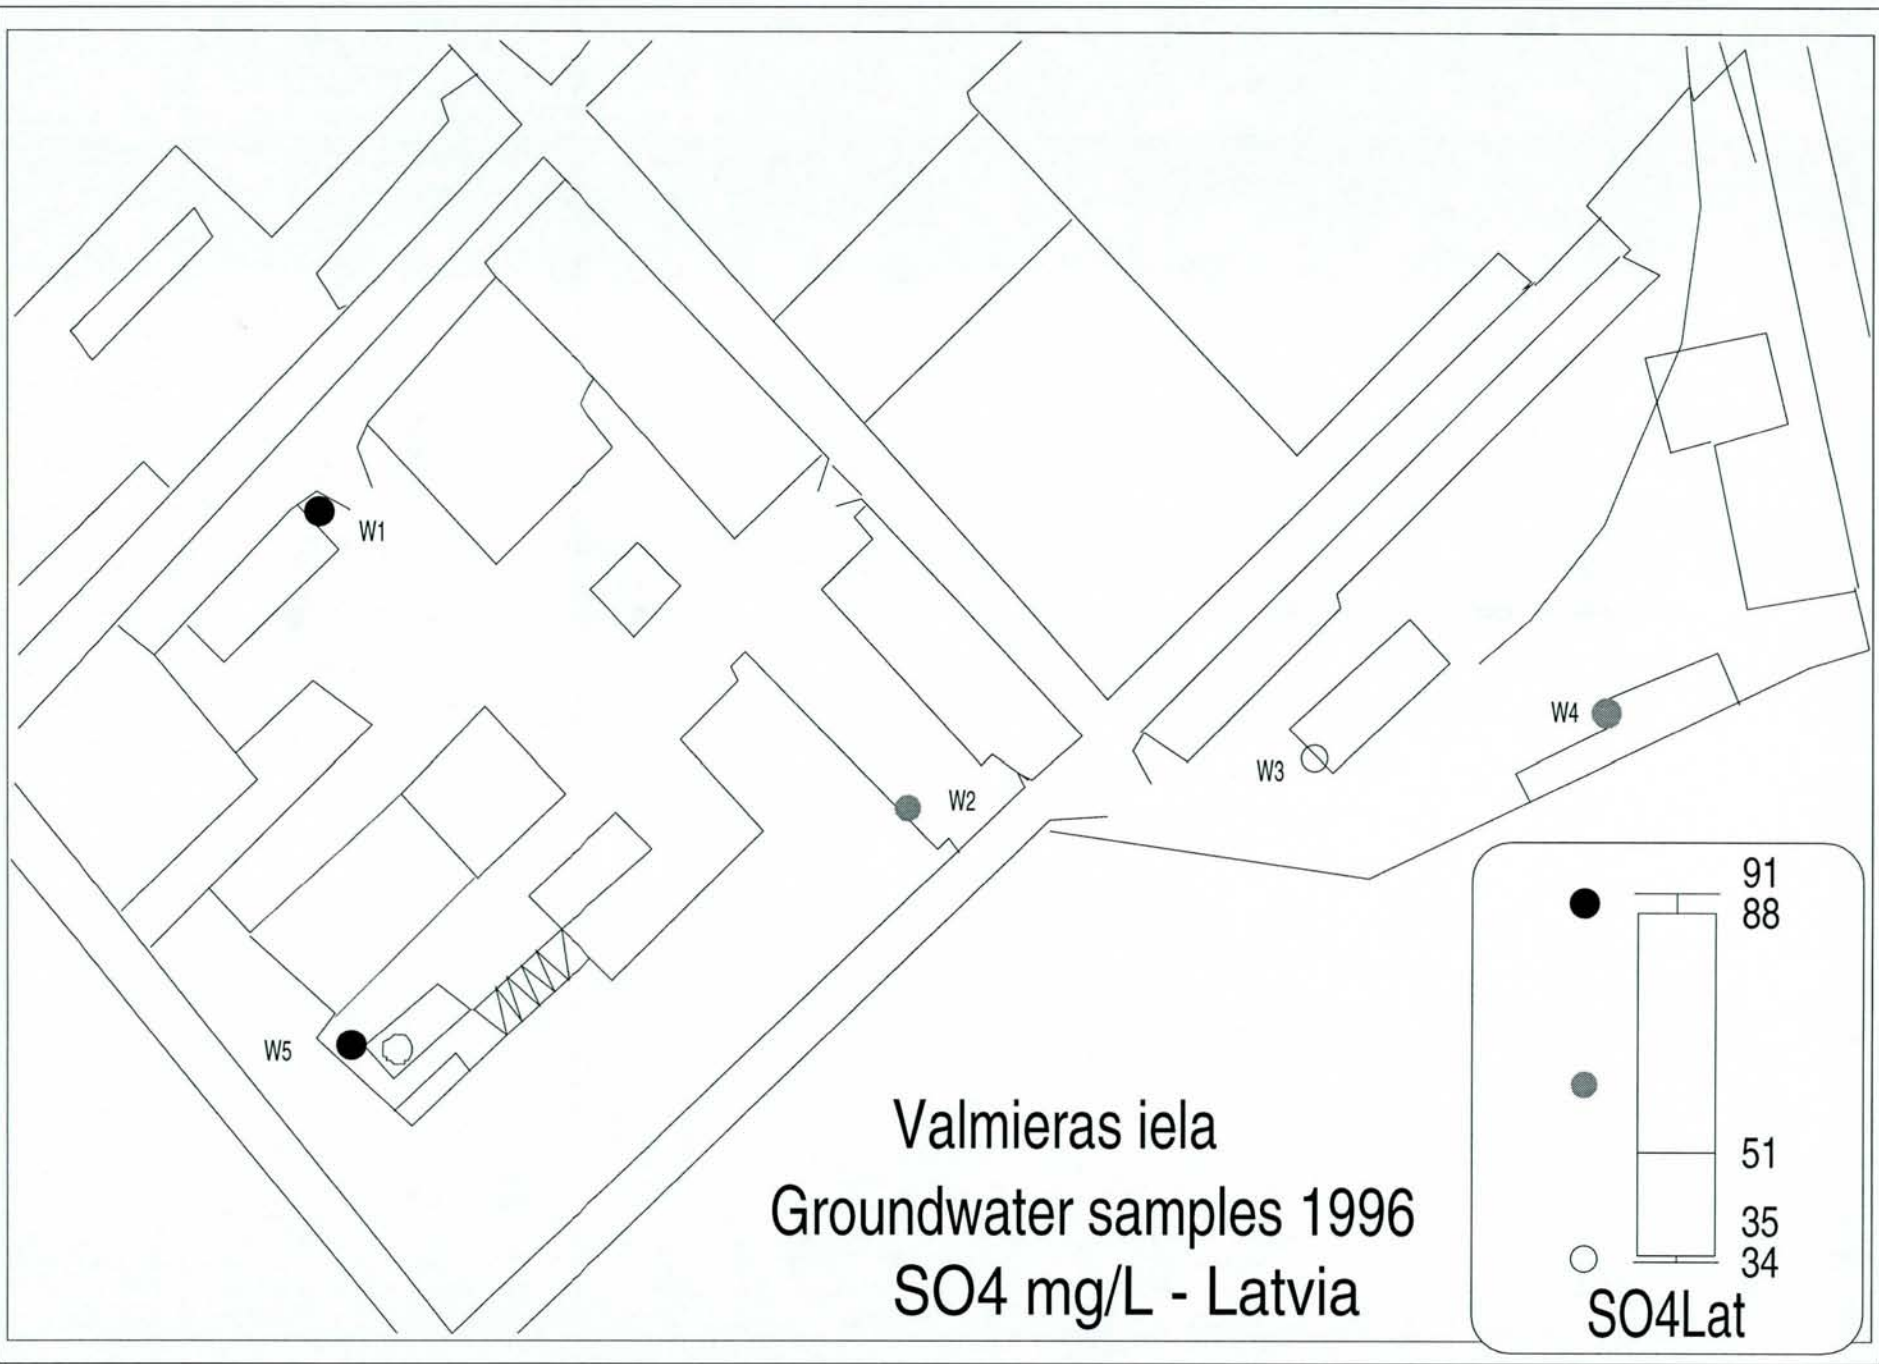 W1
W2
W3
W4
W5
Valmieras iela
Groundwater samples 1996
SO4 mg/L - Latvia
91
88
51
35
34
SO4Lat